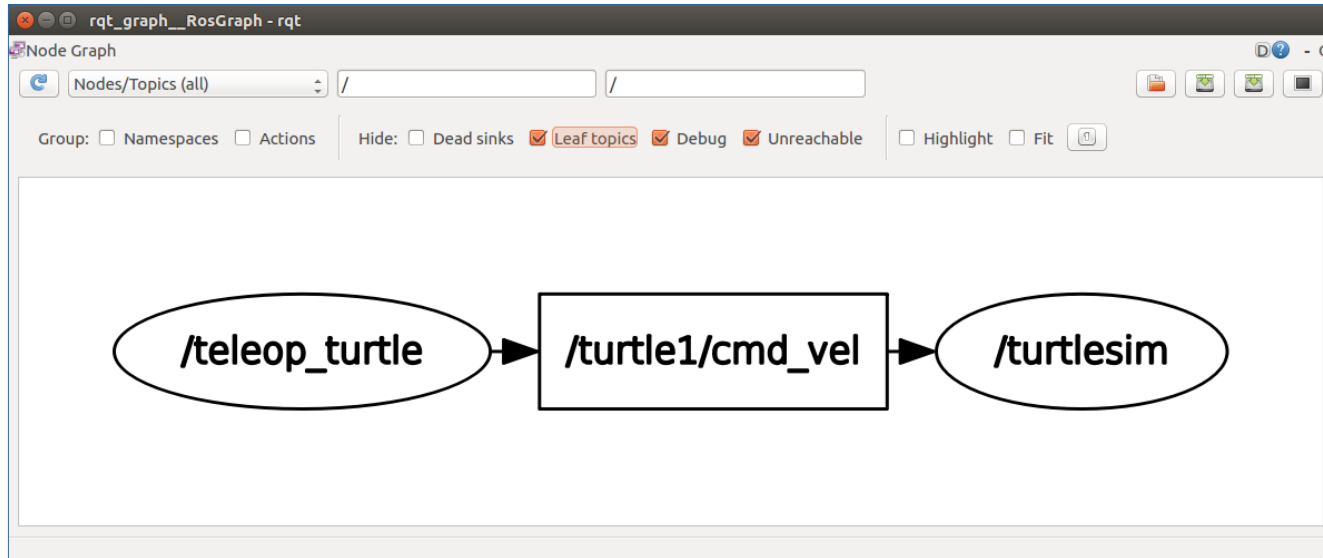 rqt_graph__RosGraph - rqt
Node Graph D ? -
Nodes/Topics (all) / /
Group: Namespaces Actions Hide: Dead sinks Leaf topics Debug Unreachable Highlight Fit
/teleop_turtle /turtle1/cmd_vel /turtlesim